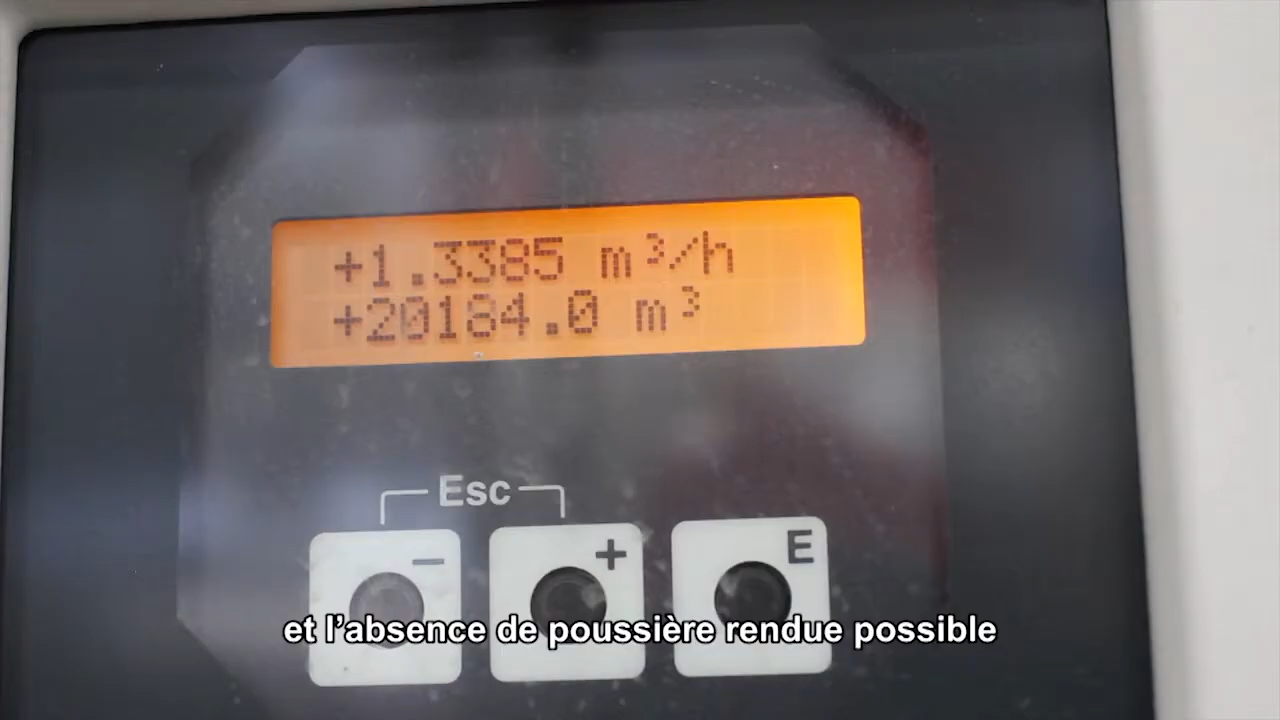 +1.3385 m³/h
+20184.0 m³
Esc
- + E
et l'absence de poussière rendue possible